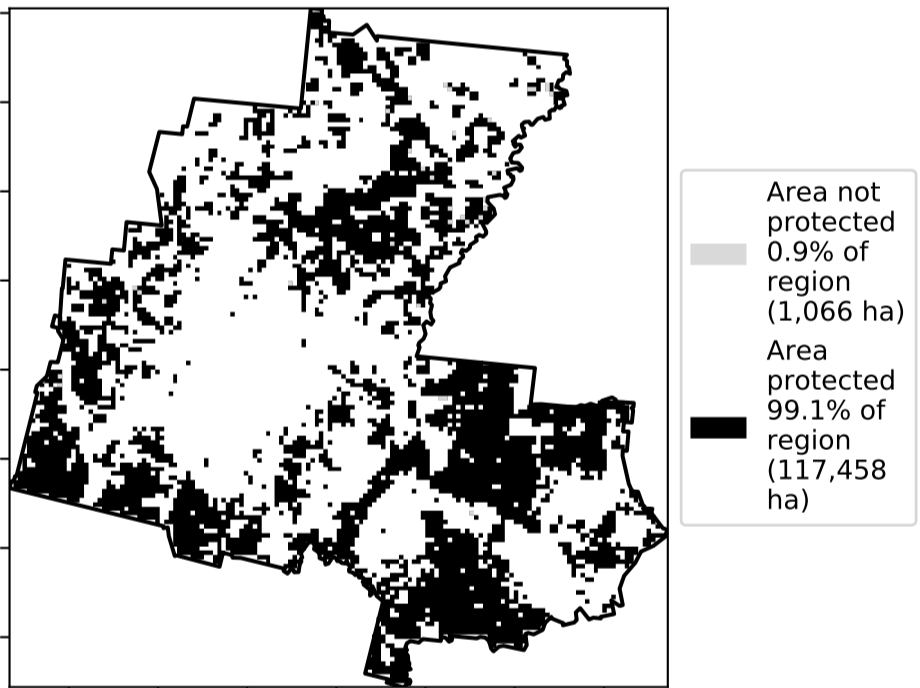 Area not
protected
0.9% of
region
(1,066 ha)
Area
protected
99.1% of
region
(117,458
ha)